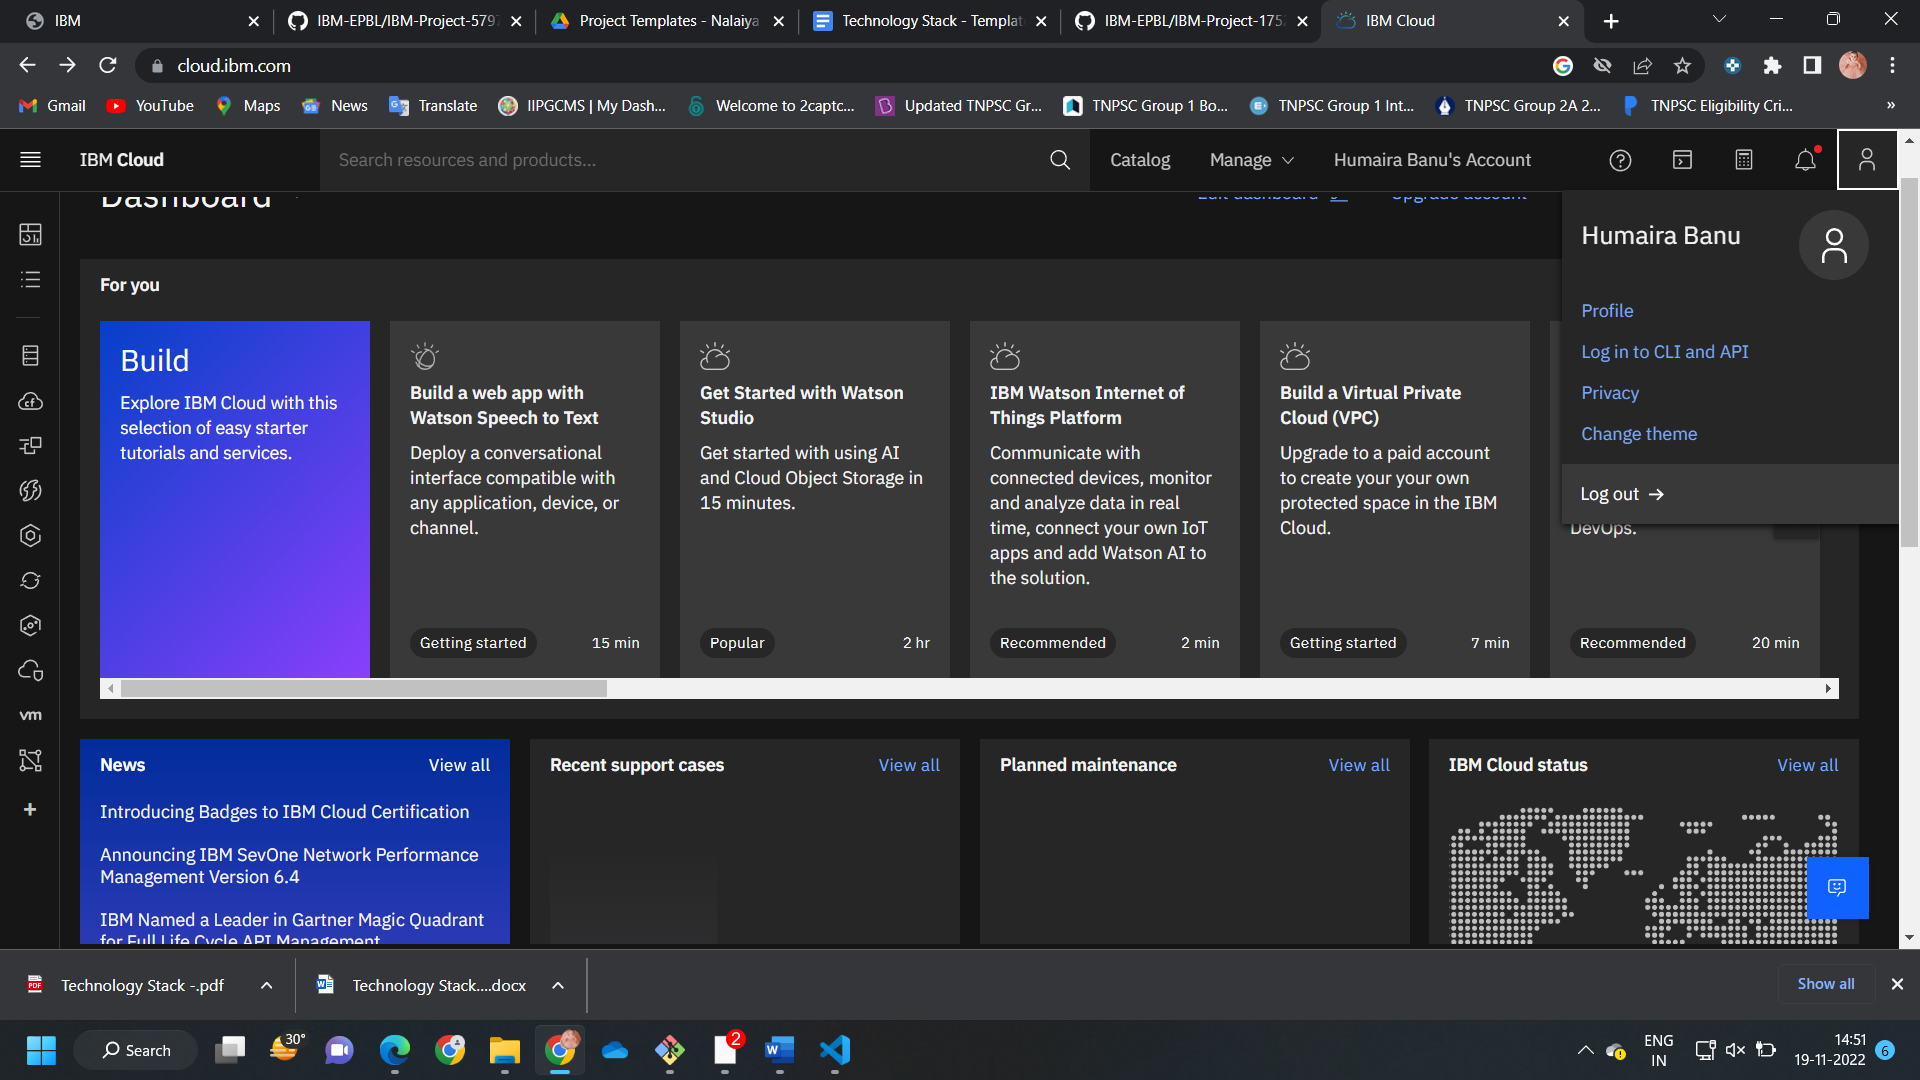 IBM
IBM-EPBL/IBM-Project-5797
Project Templates - Nalaiya
Technology Stack - Templat
IBM-EPBL/IBM-Project-1752
IBM Cloud
cloud.ibm.com
Gmail
YouTube
Maps
News
Translate
IIPGCMS | My Dash...
Welcome to 2captc...
Updated TNPSC Gr...
TNPSC Group 1 Bo...
TNPSC Group 1 Int...
TNPSC Group 2A 2...
TNPSC Eligibility Cri...
»
IBM Cloud
Search resources and products...
Catalog
Manage
Humaira Banu's Account
Dashboard
Edit dashboard
Upgrade account
Humaira Banu
Profile
Log in to CLI and API
Privacy
Change theme
Log out →
For you
Build
Explore IBM Cloud with this
selection of easy starter
tutorials and services.
Build a web app with
Watson Speech to Text
Deploy a conversational
interface compatible with
any application, device, or
channel.
Getting started
15 min
Get Started with Watson
Studio
Get started with using AI
and Cloud Object Storage in
15 minutes.
Popular
2 hr
IBM Watson Internet of
Things Platform
Communicate with
connected devices, monitor
and analyze data in real
time, connect your own IoT
apps and add Watson AI to
the solution.
Recommended
2 min
Build a Virtual Private
Cloud (VPC)
Upgrade to a paid account
to create your your own
protected space in the IBM
Cloud.
Getting started
7 min
DevOps.
Recommended
20 min
cf
vm
News
View all
Introducing Badges to IBM Cloud Certification
Announcing IBM SevOne Network Performance
Management Version 6.4
IBM Named a Leader in Gartner Magic Quadrant
for Full Life Cycle API Management
Recent support cases
View all
Planned maintenance
View all
IBM Cloud status
View all
Technology Stack -.pdf
Technology Stack....docx
Show all
Search
30°
2
ENG
IN
14:51
19-11-2022
6